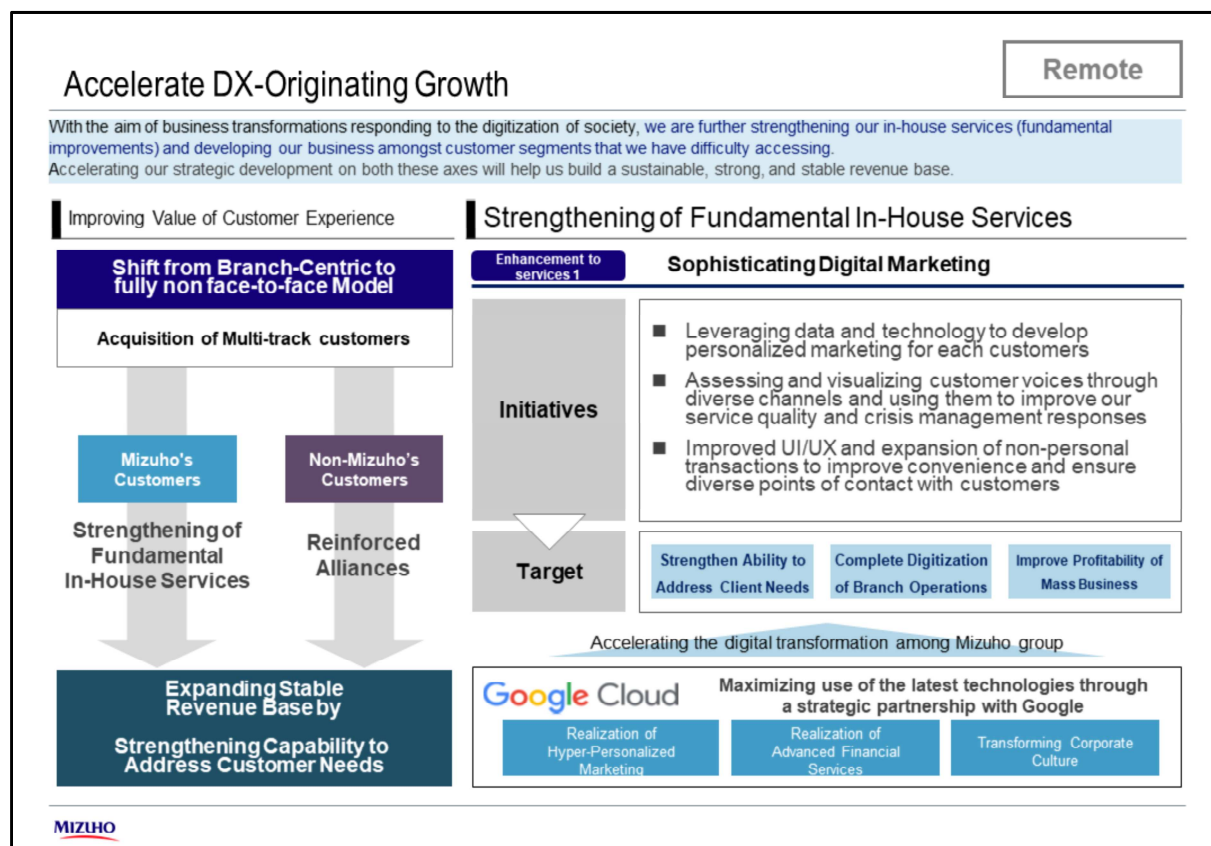 Accelerate DX-Originating Growth
Remote
With the aim of business transformations responding to the digitization of society, we are further strengthening our in-house services (fundamental
improvements) and developing our business amongst customer segments that we have difficulty accessing.
Accelerating our strategic development on both these axes will help us build a sustainable, strong, and stable revenue base.
Improving Value of Customer Experience
Shift from Branch-Centric to
fully non face-to-face Model
Acquisition of Multi-track customers
Mizuho's
Customers
Non-Mizuho's
Customers
Strengthening of
Fundamental
In-House Services
Reinforced
Alliances
Expanding Stable
Revenue Base by
Strengthening Capability to
Address Customer Needs
Strengthening of Fundamental In-House Services
Enhancement to
services 1
Sophisticating Digital Marketing
Initiatives
■ Leveraging data and technology to develop
personalized marketing for each customers
■ Assessing and visualizing customer voices through
diverse channels and using them to improve our
service quality and crisis management responses
■ Improved UI/UX and expansion of non-personal
transactions to improve convenience and ensure
diverse points of contact with customers
Target
Strengthen Ability to
Address Client Needs
Complete Digitization
of Branch Operations
Improve Profitability of
Mass Business
Accelerating the digital transformation among Mizuho group
Google Cloud
Maximizing use of the latest technologies through
a strategic partnership with Google
Realization of
Hyper-Personalized
Marketing
Realization of
Advanced Financial
Services
Transforming Corporate
Culture
MIZUHO